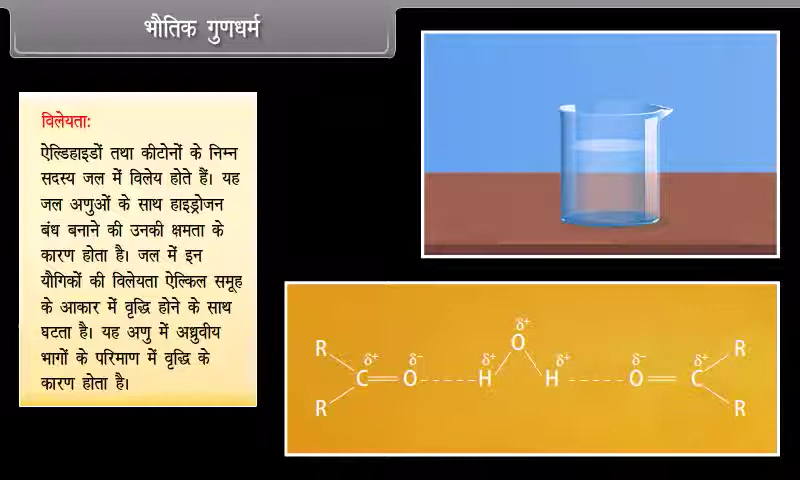 भौतिक गुणधर्म
विलेयताः
ऐल्डिहाइडों तथा कीटोनों के निम्न
सदस्य जल में विलेय होते हैं। यह
जल अणुओं के साथ हाइड्रोजन
बंध बनाने की उनकी क्षमता के
कारण होता है। जल में इन
यौगिकों की विलेयता ऐल्किल समूह
के आकार में वृद्धि होने के साथ
घटता है। यह अणु में अध्रुवीय
भागों के परिमाण में वृद्धि के
कारण होता है।
δ+
R δ+ δ− δ+ O δ+ δ− δ+ R
C=O-----H H-----O=C
R R